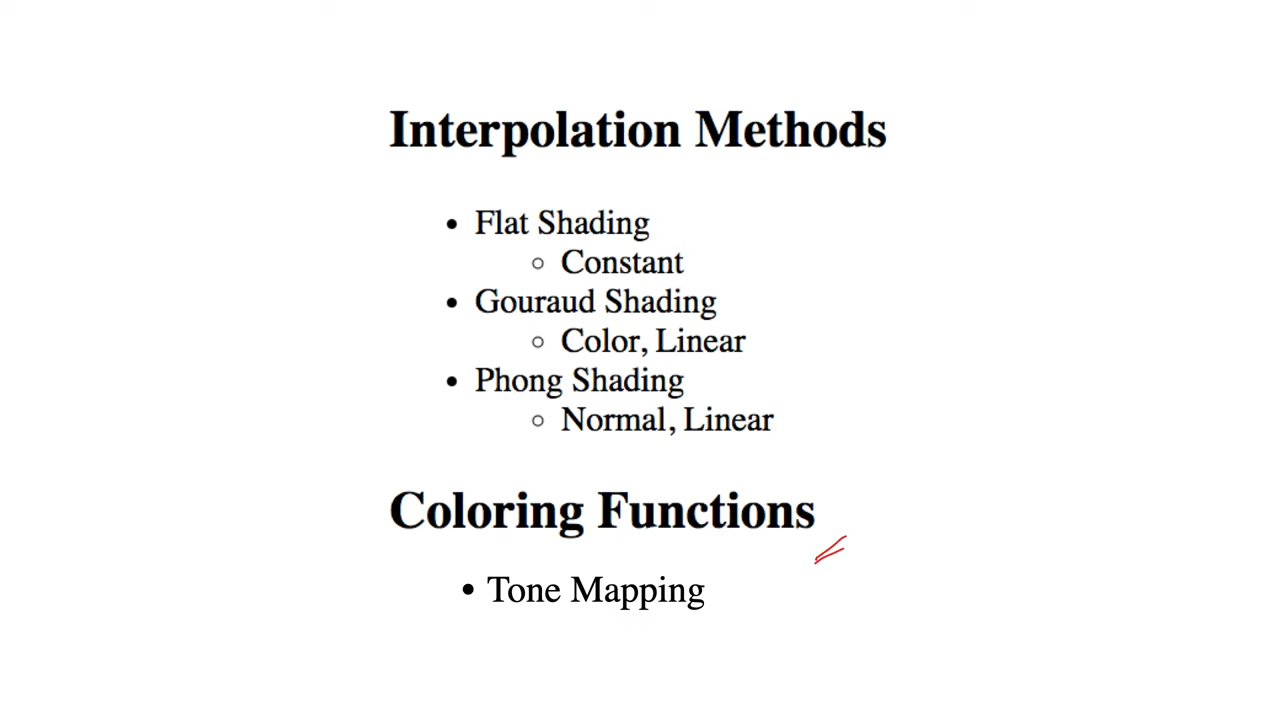 Interpolation Methods
• Flat Shading
○ Constant
• Gouraud Shading
○ Color, Linear
• Phong Shading
○ Normal, Linear
Coloring Functions
• Tone Mapping